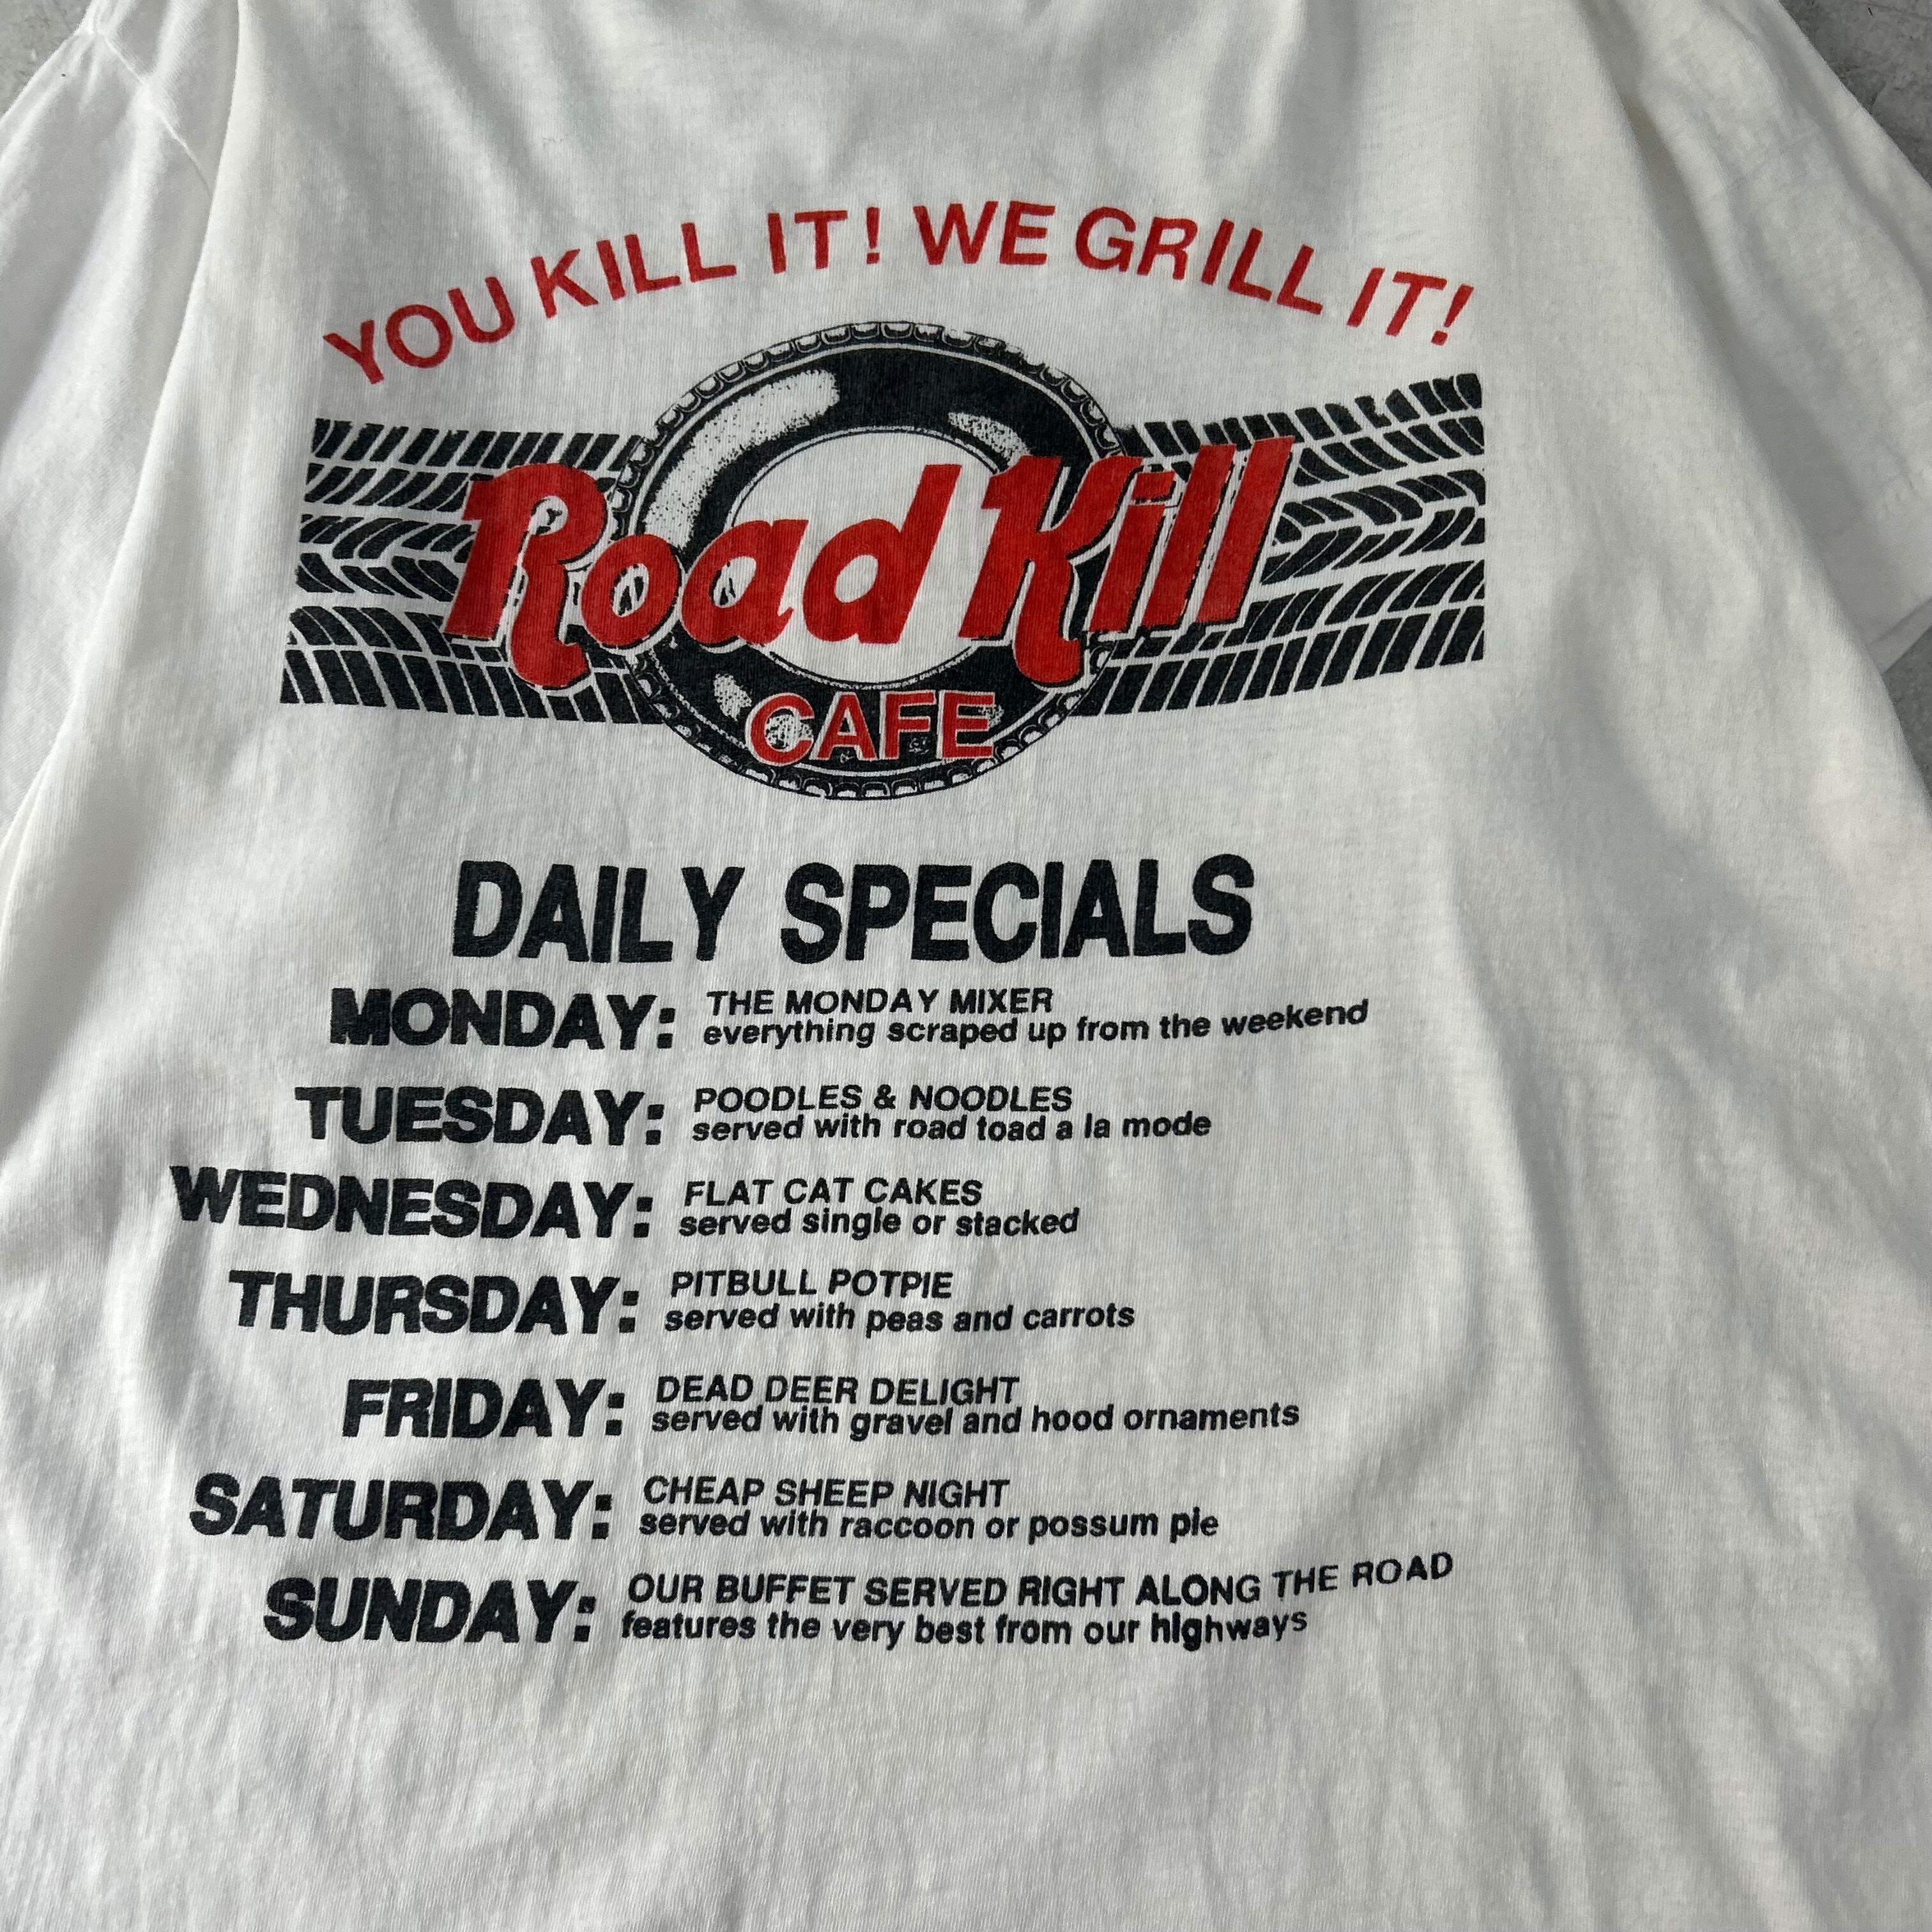 YOU KILL IT! WE GRILL IT!
Road Kill
CAFE
DAILY SPECIALS
MONDAY: THE MONDAY MIXER
everything scraped up from the weekend
TUESDAY: POODLES & NOODLES
served with road toad a la mode
WEDNESDAY: FLAT CAT CAKES
served single or stacked
THURSDAY: PITBULL POTPIE
served with peas and carrots
FRIDAY: DEAD DEER DELIGHT
served with gravel and hood ornaments
SATURDAY: CHEAP SHEEP NIGHT
served with raccoon or possum pie
SUNDAY: OUR BUFFET SERVED RIGHT ALONG THE ROAD
features the very best from our highways